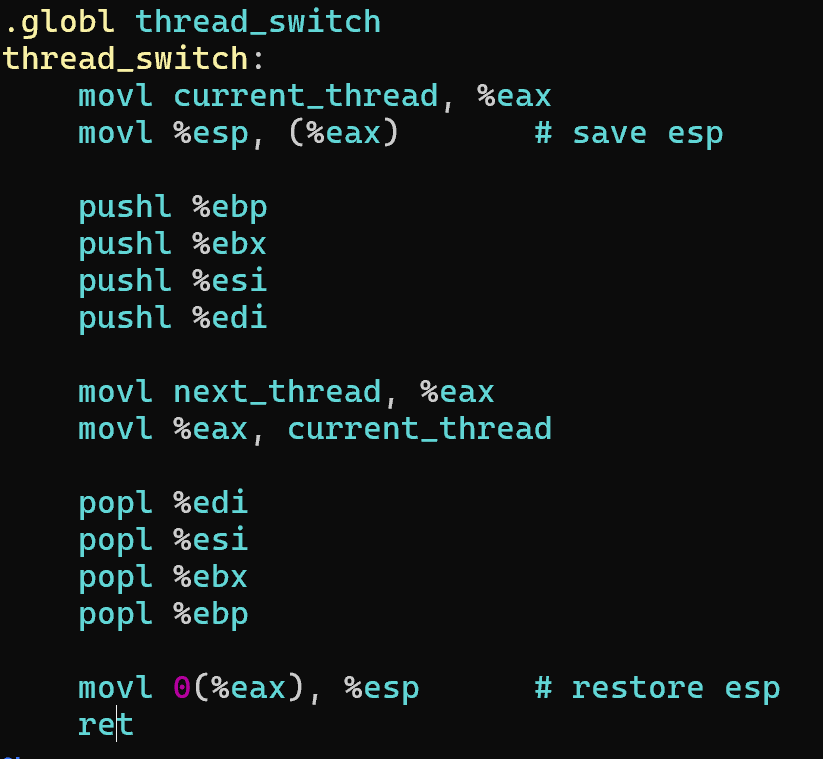 .globl thread_switch
thread_switch:
    movl current_thread, %eax
    movl %esp, (%eax)       # save esp
    pushl %ebp
    pushl %ebx
    pushl %esi
    pushl %edi
    movl next_thread, %eax
    movl %eax, current_thread
    popl %edi
    popl %esi
    popl %ebx
    popl %ebp
    movl 0(%eax), %esp      # restore esp
    ret